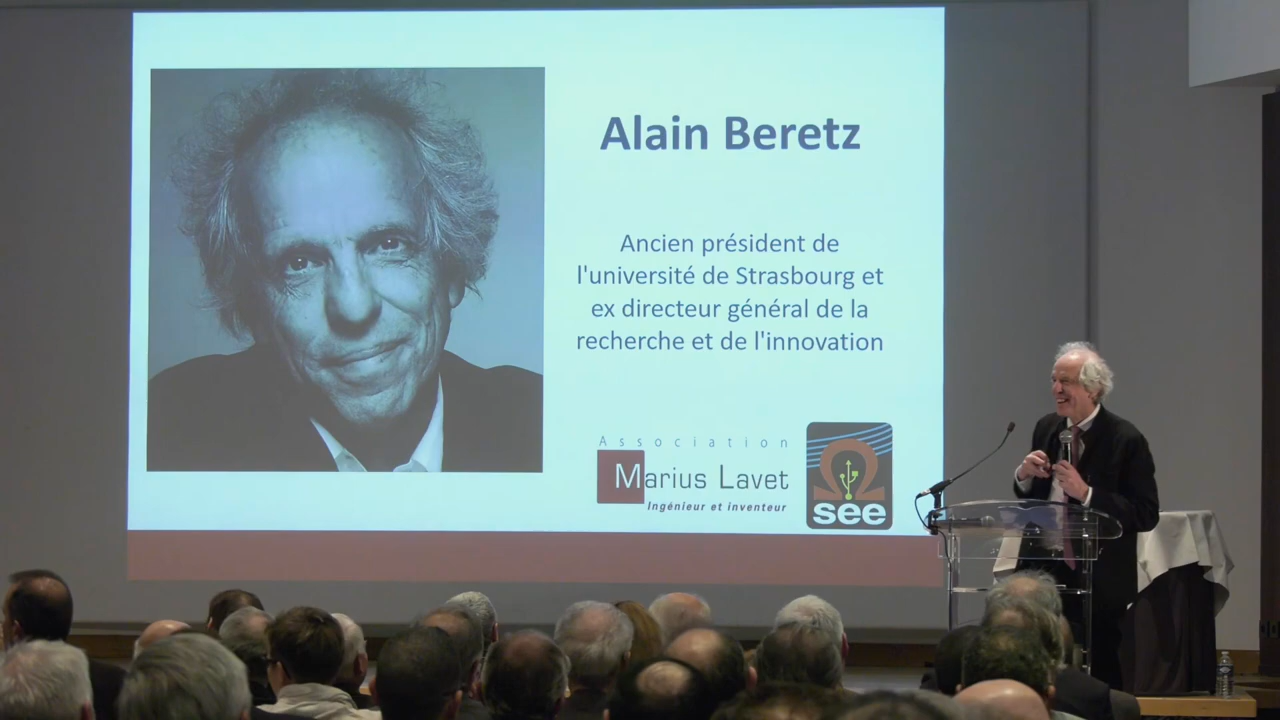 Alain Beretz
Ancien président de
l'université de Strasbourg et
ex directeur général de la
recherche et de l'innovation
Association
Marius Lavet
Ingénieur et inventeur
see